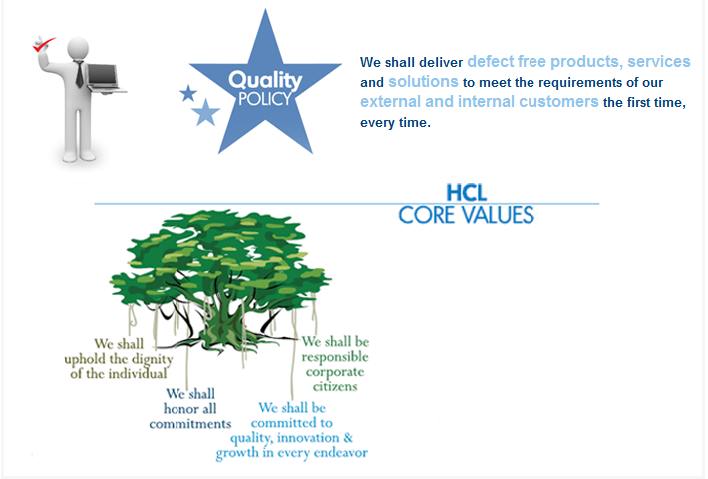 Quality
POLICY
We shall deliver defect free products, services
and solutions to meet the requirements of our
external and internal customers the first time,
every time.
HCL
CORE VALUES
We shall
uphold the dignity
of the individual
We shall be
responsible
corporate
citizens
We shall
honor all
commitments
We shall be
committed to
quality, innovation &
growth in every endeavor